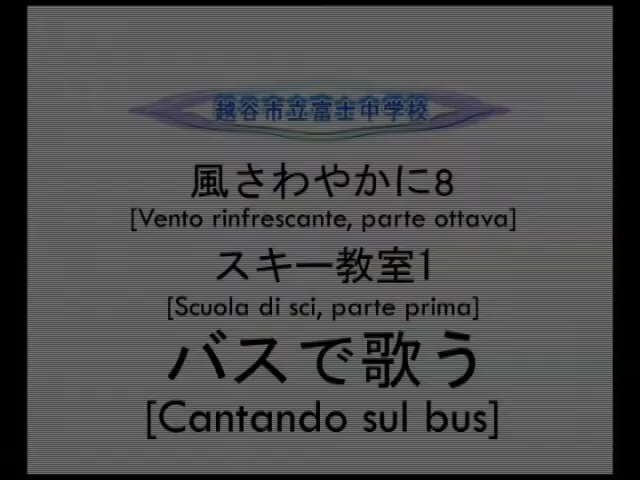 越谷市立富士中学校
風さわやかに8
[Vento rinfrescante, parte ottava]
スキー教室1
[Scuola di sci, parte prima]
バスで歌う
[Cantando sul bus]